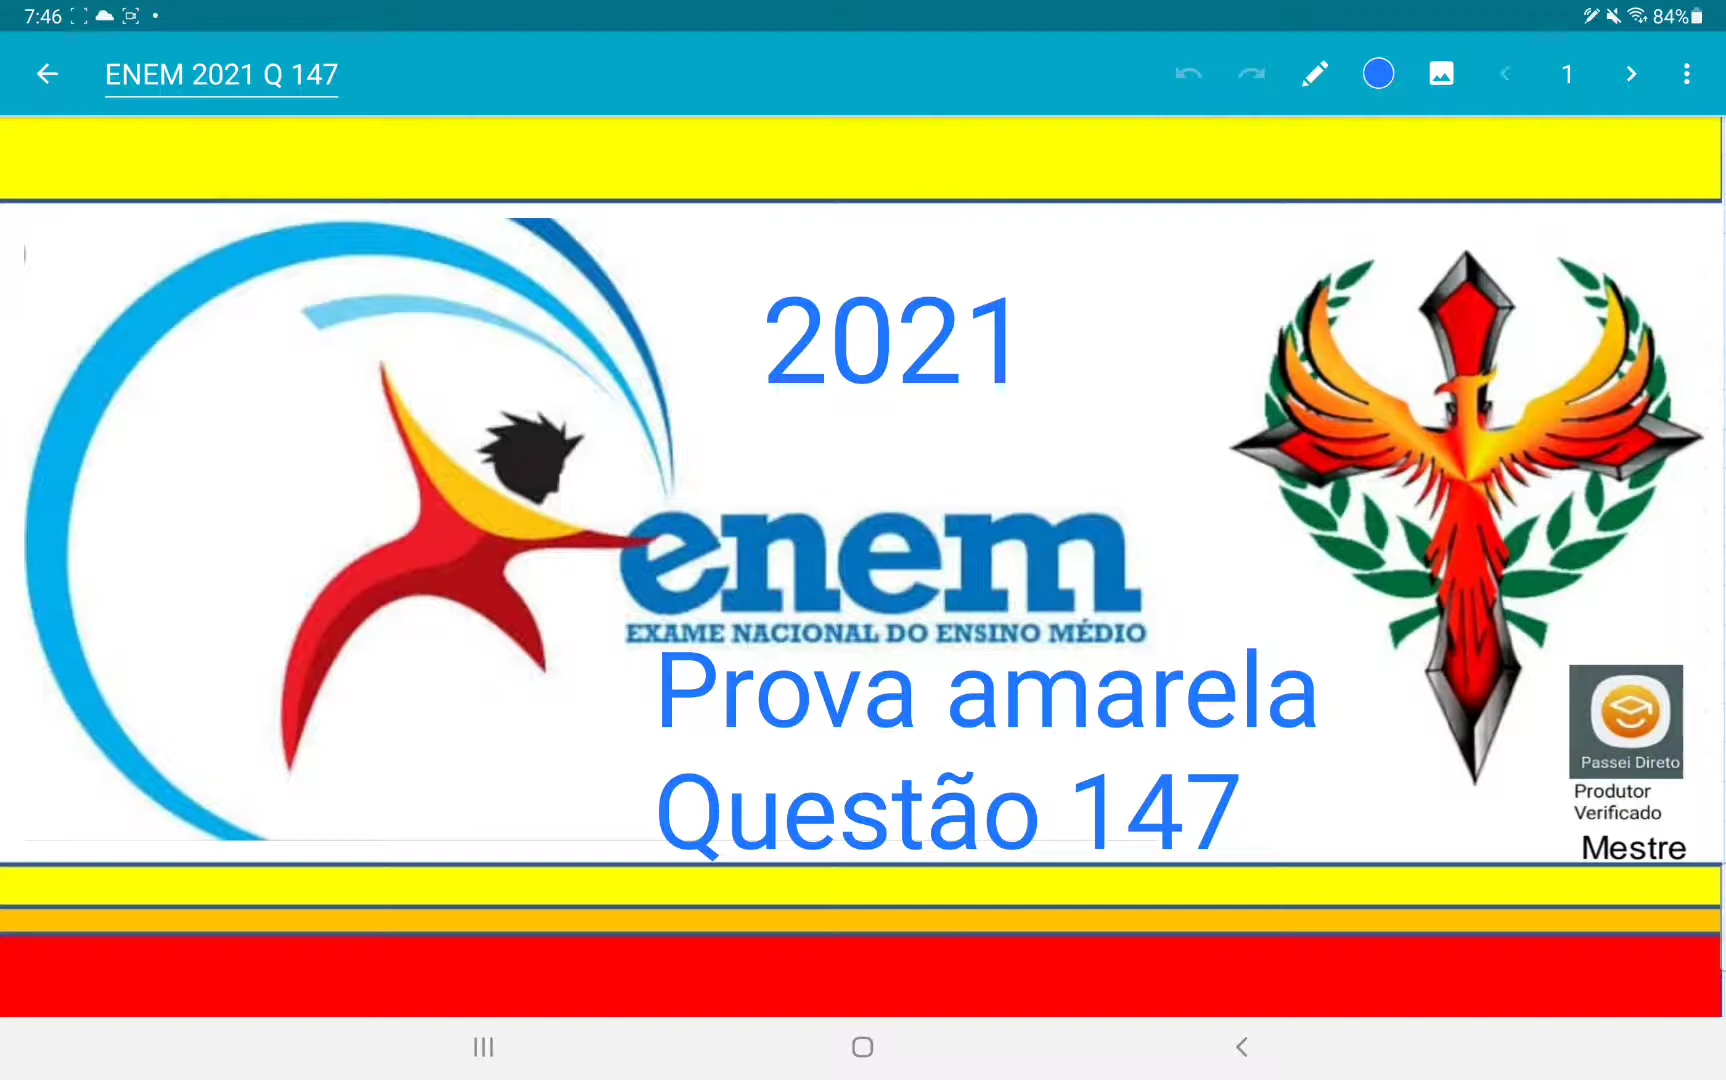 7:46
84%
ENEM 2021 Q 147
1
2021
enem
EXAME NACIONAL DO ENSINO MÉDIO
Prova amarela
Questão 147
Passei Direto
Produtor
Verificado
Mestre